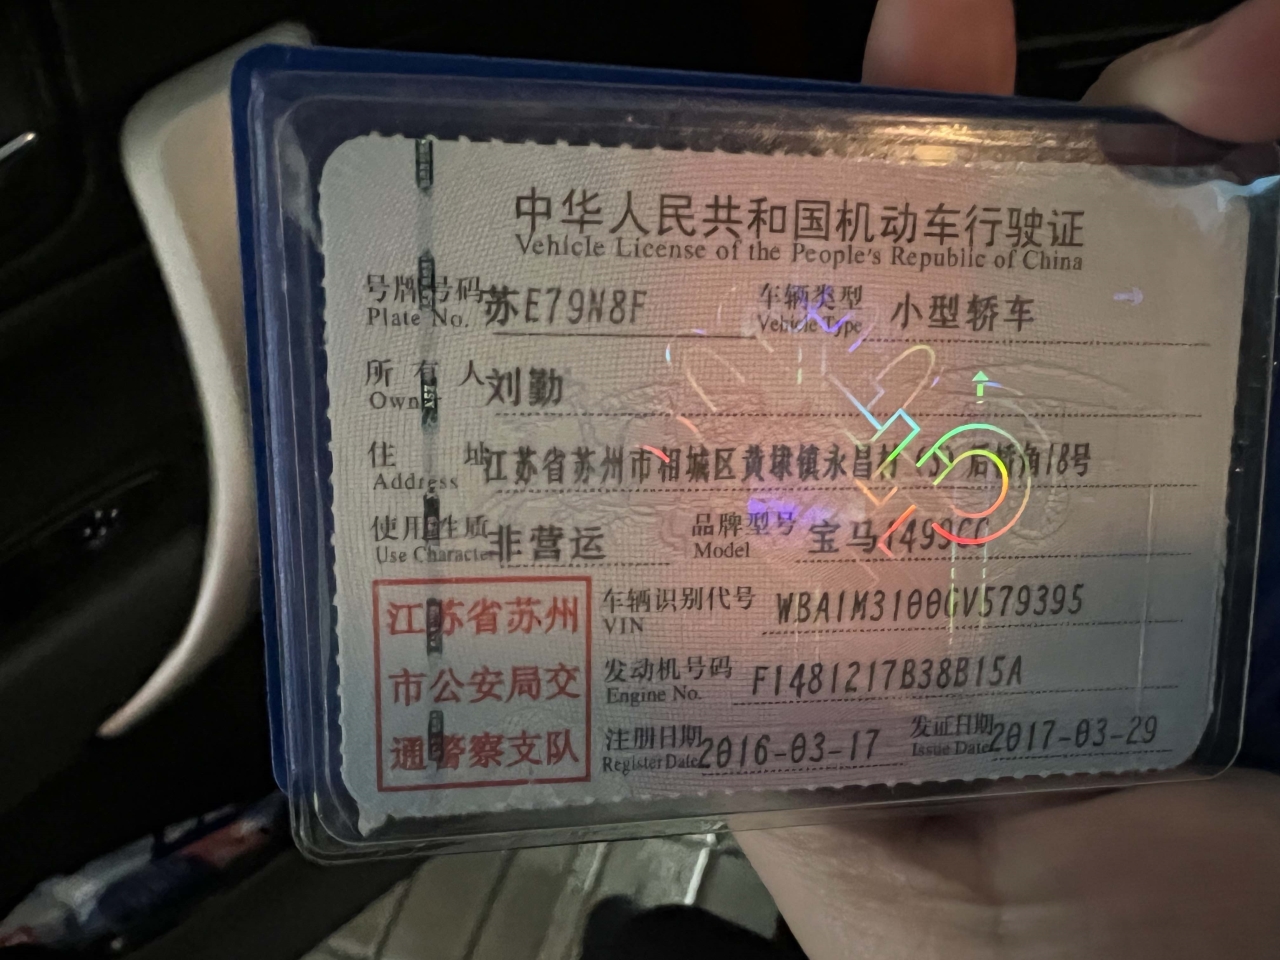 中华人民共和国机动车行驶证
Vehicle License of the People's Republic of China
号牌号码 苏E79N8F 车辆类型 小型轿车
Plate No. Vehicle Type
所有人 刘勤
Owner
住址 江苏省苏州市相城区黄埭镇永昌村(3)后桥角18号
Address
使用性质 非营运 品牌型号 宝马
Use Character Model
江苏省苏州
市公安局交
通警察支队
车辆识别代号 WBA1M3100GV579395
VIN
发动机号码 F1481217B38B15A
Engine No.
注册日期 2016-03-17 发证日期 2017-03-29
Register Date Issue Date